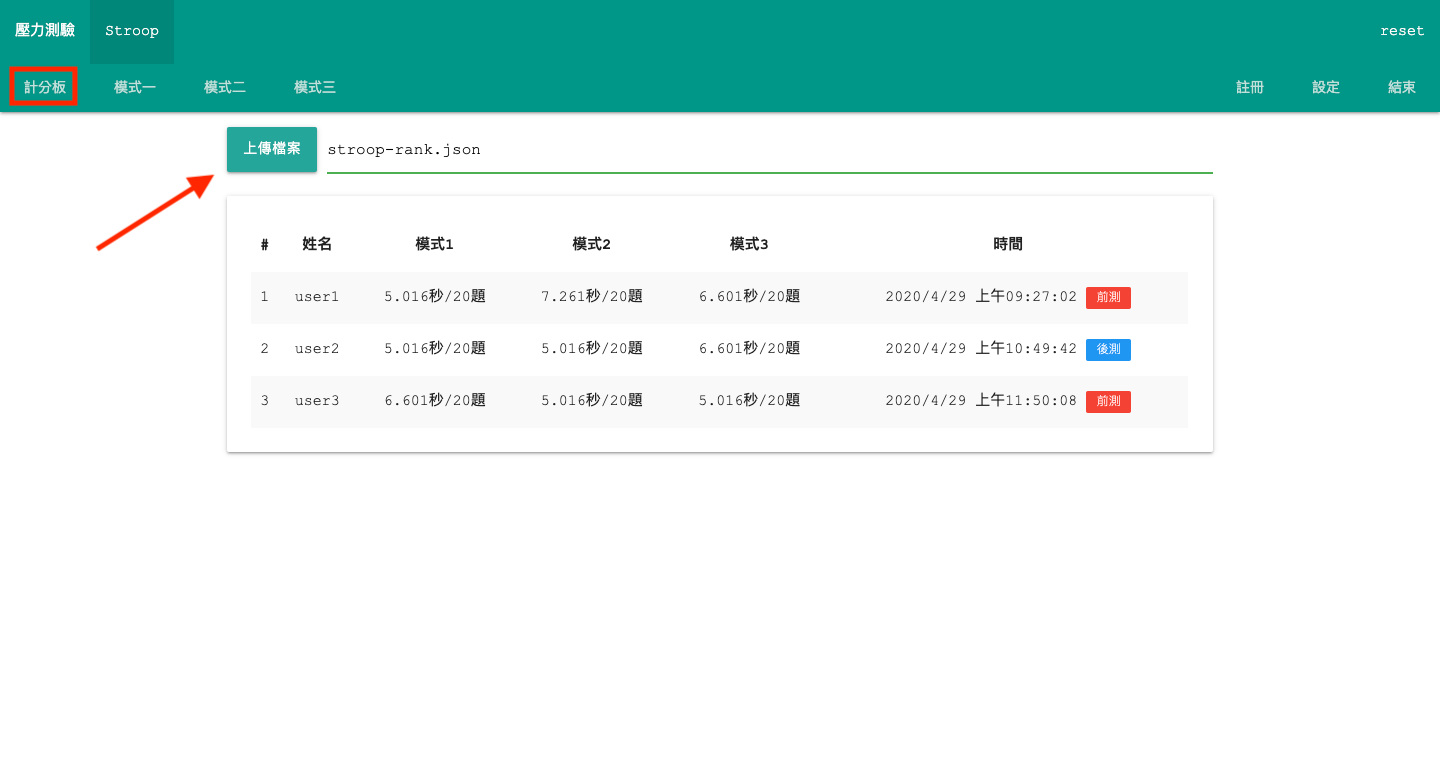 壓力測驗 Stroop reset
計分板 模式一 模式二 模式三 註冊 設定 結束
上傳檔案 stroop-rank.json
# 姓名 模式1 模式2 模式3 時間
1 user1 5.016秒/20題 7.261秒/20題 6.601秒/20題 2020/4/29 上午09:27:02 前測
2 user2 5.016秒/20題 5.016秒/20題 6.601秒/20題 2020/4/29 上午10:49:42 後測
3 user3 6.601秒/20題 5.016秒/20題 5.016秒/20題 2020/4/29 上午11:50:08 前測